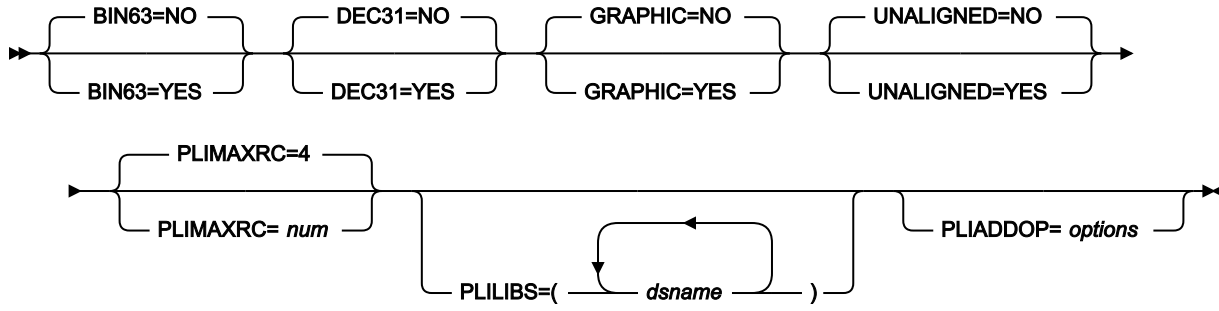 BIN63=NO DEC31=NO GRAPHIC=NO UNALIGNED=NO
BIN63=YES DEC31=YES GRAPHIC=YES UNALIGNED=YES
PLIMAXRC=4
PLIMAXRC= num PLIADDOP= options
PLILIBS=( dsname )